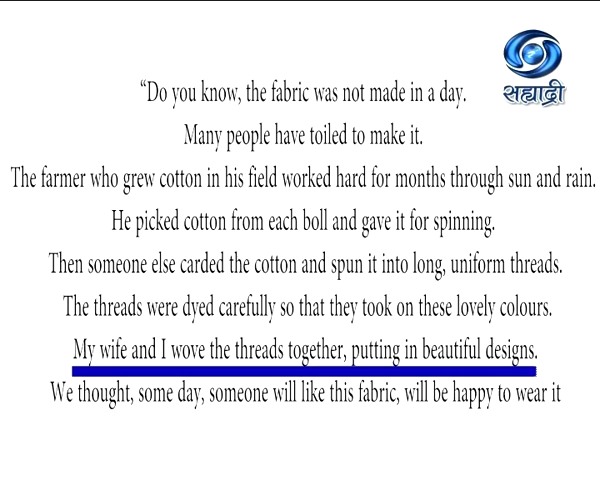 सह्याद्री
“Do you know, the fabric was not made in a day.
Many people have toiled to make it.
The farmer who grew cotton in his field worked hard for months through sun and rain.
He picked cotton from each boll and gave it for spinning.
Then someone else carded the cotton and spun it into long, uniform threads.
The threads were dyed carefully so that they took on these lovely colours.
My wife and I wove the threads together, putting in beautiful designs.
We thought, some day, someone will like this fabric, will be happy to wear it